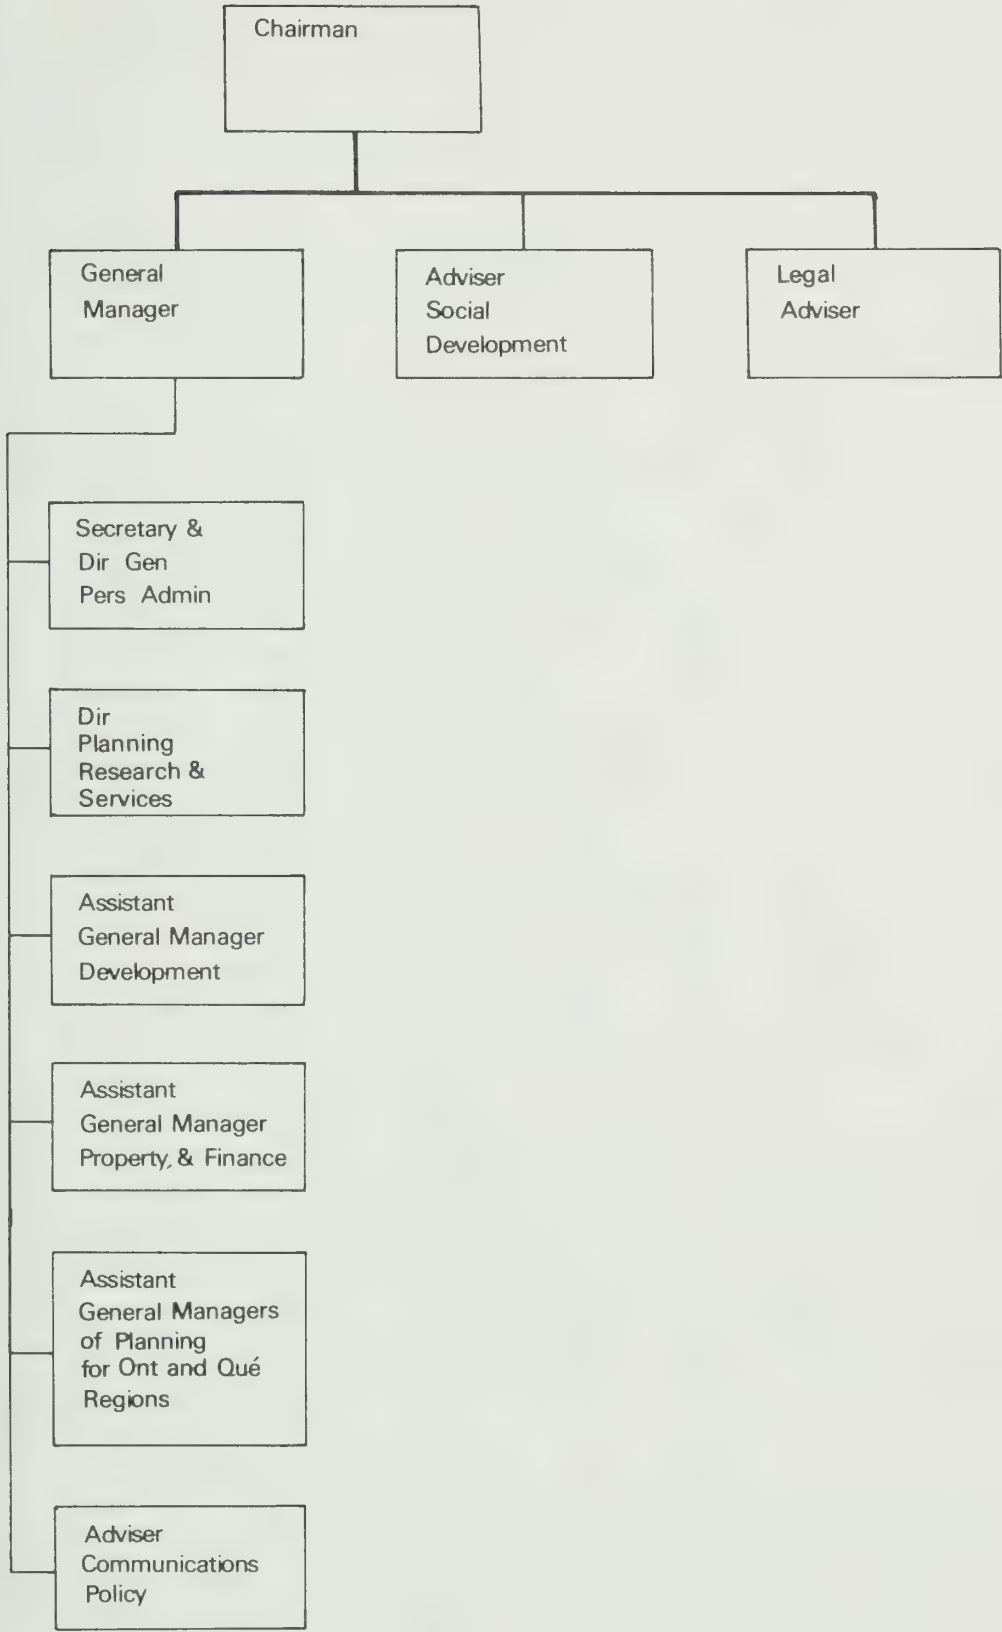 Chairman
General
Manager
Adviser
Social
Development
Legal
Adviser
Secretary &
Dir Gen
Pers Admin
Dir
Planning
Research &
Services
Assistant
General Manager
Development
Assistant
General Manager
Property, & Finance
Assistant
General Managers
of Planning
for Ont and Qué
Regions
Adviser
Communications
Policy